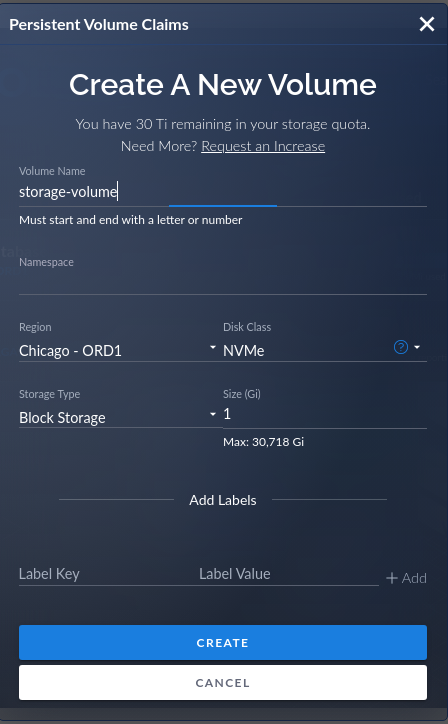 Persistent Volume Claims
Create A New Volume
You have 30 Ti remaining in your storage quota.
Need More? Request an Increase
Volume Name
storage-volume
Must start and end with a letter or number
Namespace
Region
Disk Class
Chicago - ORD1
NVMe
?
Storage Type
Size (Gi)
Block Storage
1
Max: 30,718 Gi
Add Labels
Label Key
Label Value
+ Add
CREATE
CANCEL